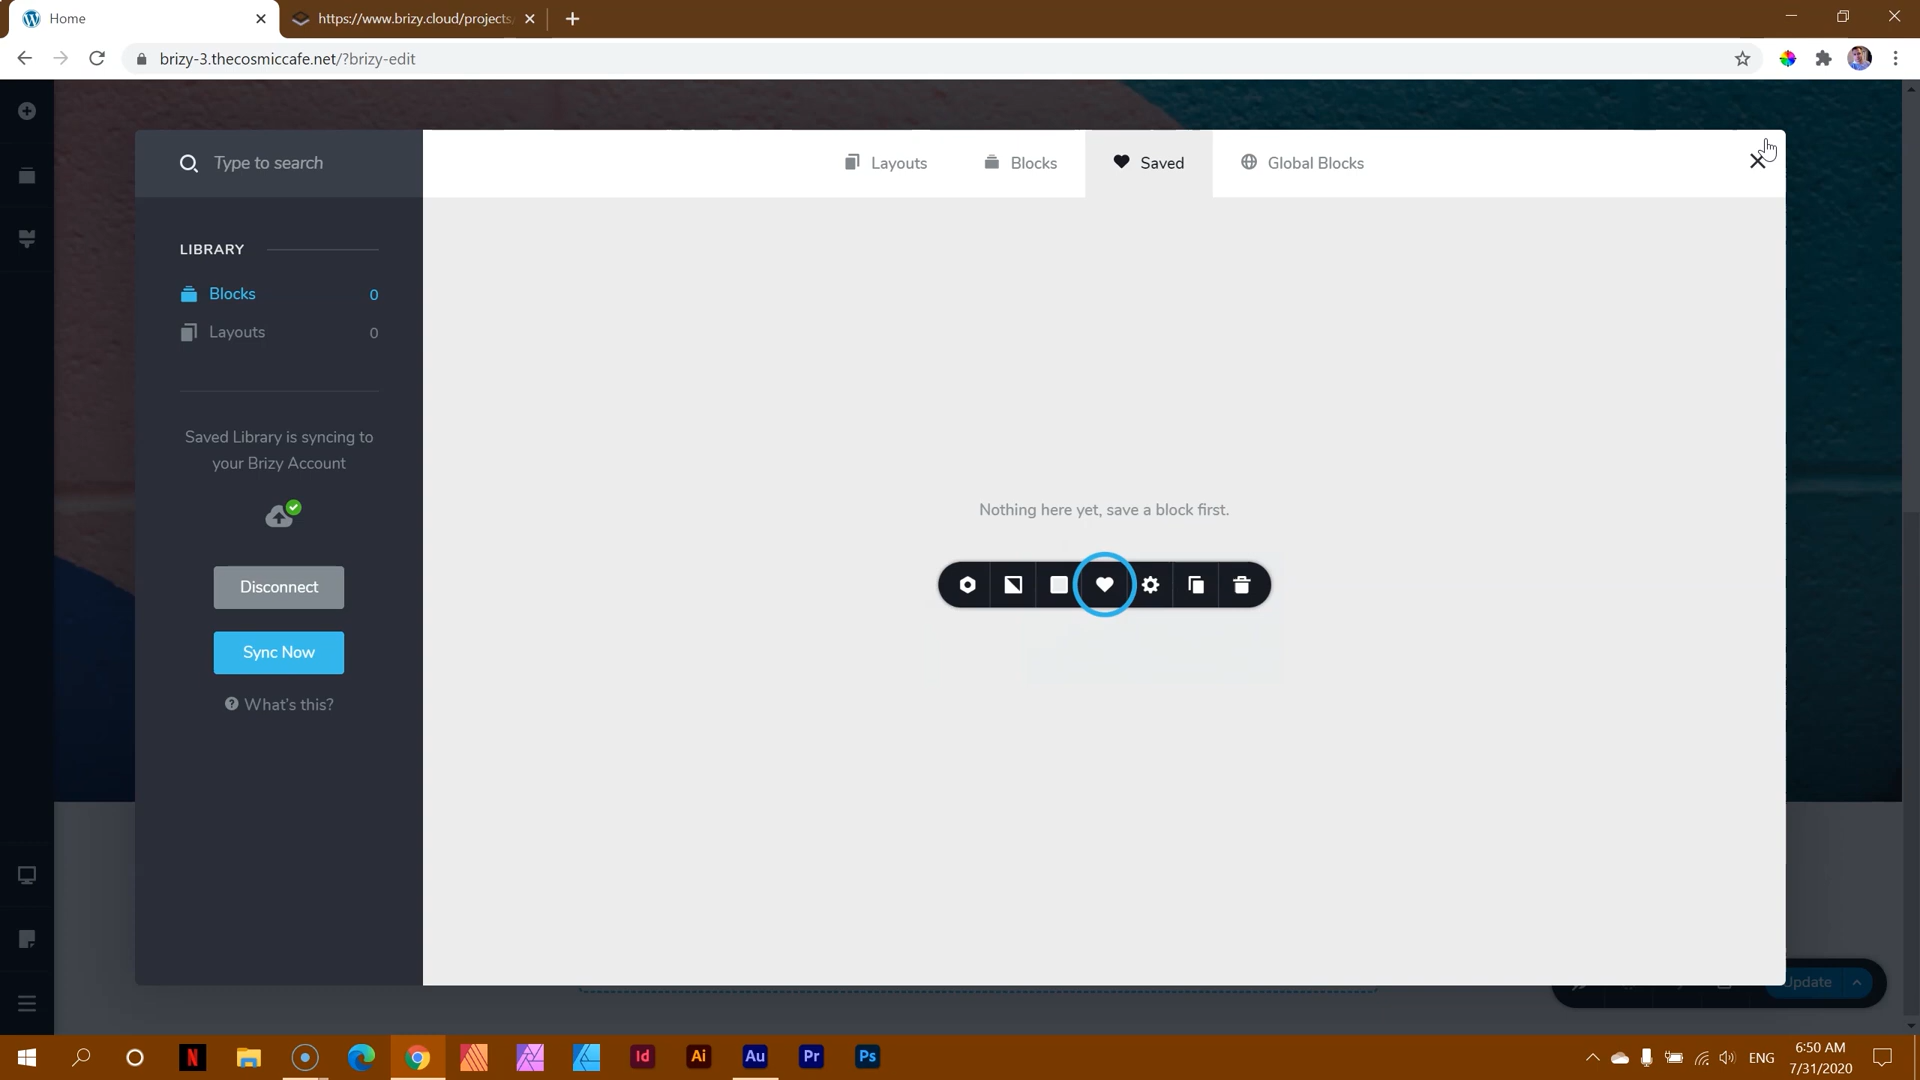 Home
https://www.brizy.cloud/projects/
brizy-3.thecosmiccafe.net/?brizy-edit
Type to search
Layouts
Blocks
Saved
Global Blocks
LIBRARY
Blocks 0
Layouts 0
Saved Library is syncing to
your Brizy Account
Disconnect
Sync Now
What's this?
Nothing here yet, save a block first.
Update
Id
Ai
Au
Pr
Ps
ENG
6:50 AM
7/31/2020